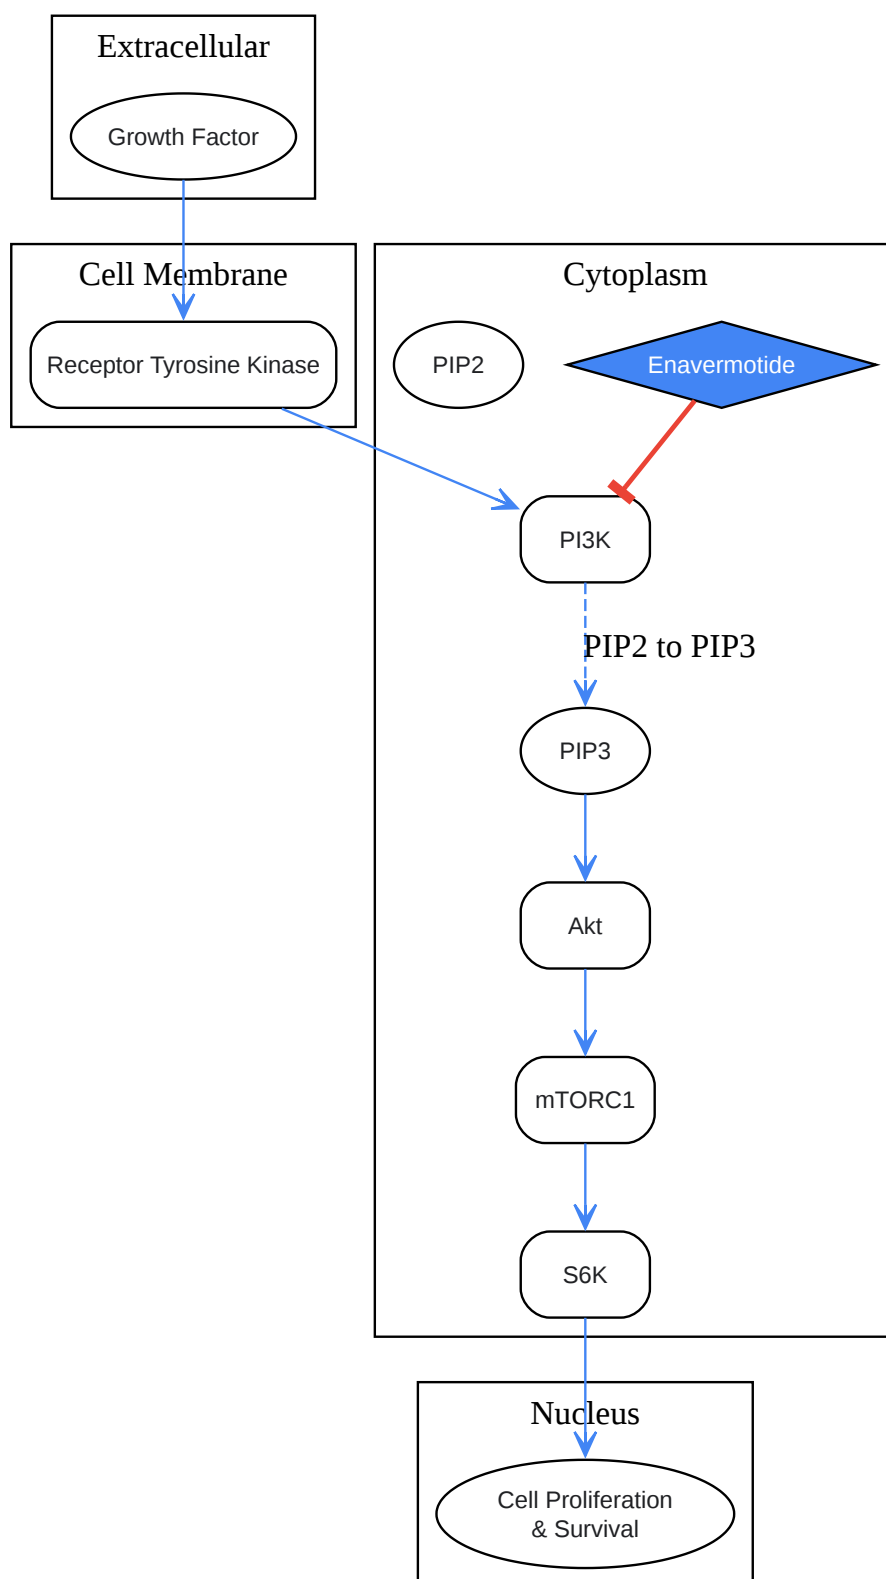 Extracellular
Growth Factor
Cell Membrane
Receptor Tyrosine Kinase
Cytoplasm
PIP2
Enavermotide
PI3K
PIP2 to PIP3
PIP3
Akt
mTORC1
S6K
Nucleus
Cell Proliferation
& Survival